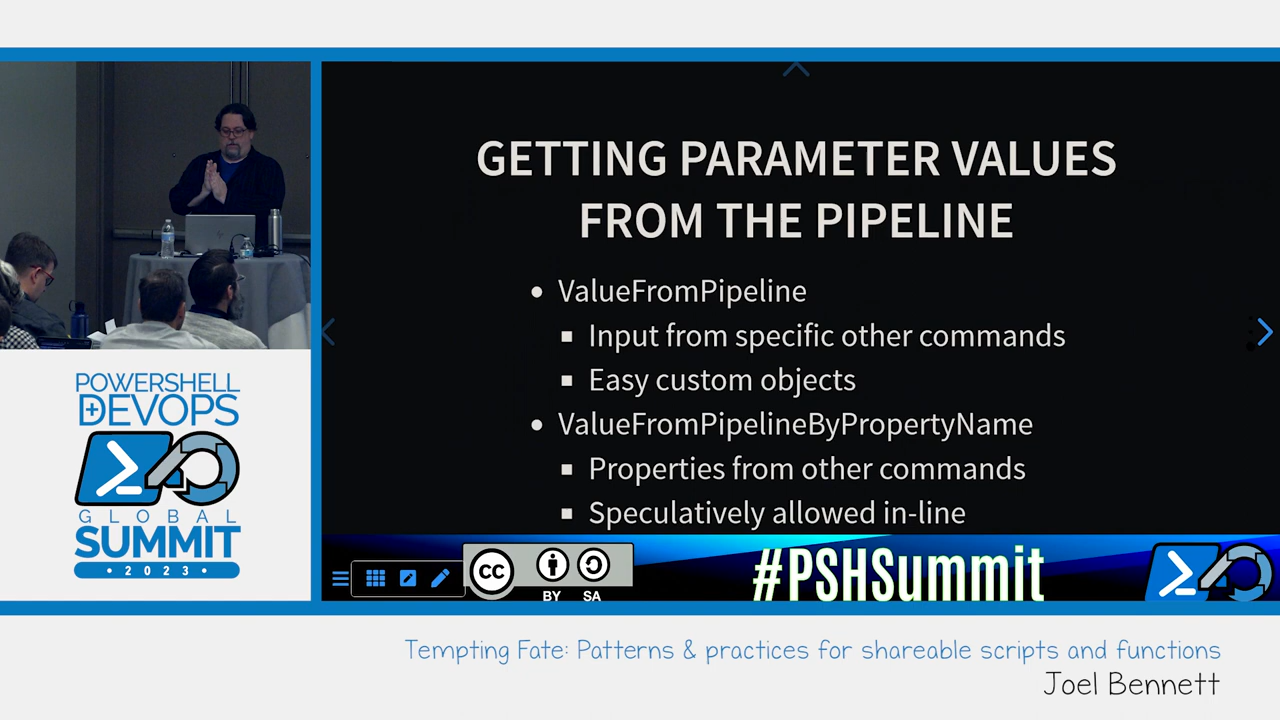 GETTING PARAMETER VALUES
FROM THE PIPELINE
• ValueFromPipeline
▪ Input from specific other commands
▪ Easy custom objects
• ValueFromPipelineByPropertyName
▪ Properties from other commands
▪ Speculatively allowed in-line
CC
BY SA
#PSHSummit
POWERSHELL
+DEVOPS
GLOBAL
SUMMIT
• 2023 •
Tempting Fate: Patterns & practices for shareable scripts and functions
Joel Bennett